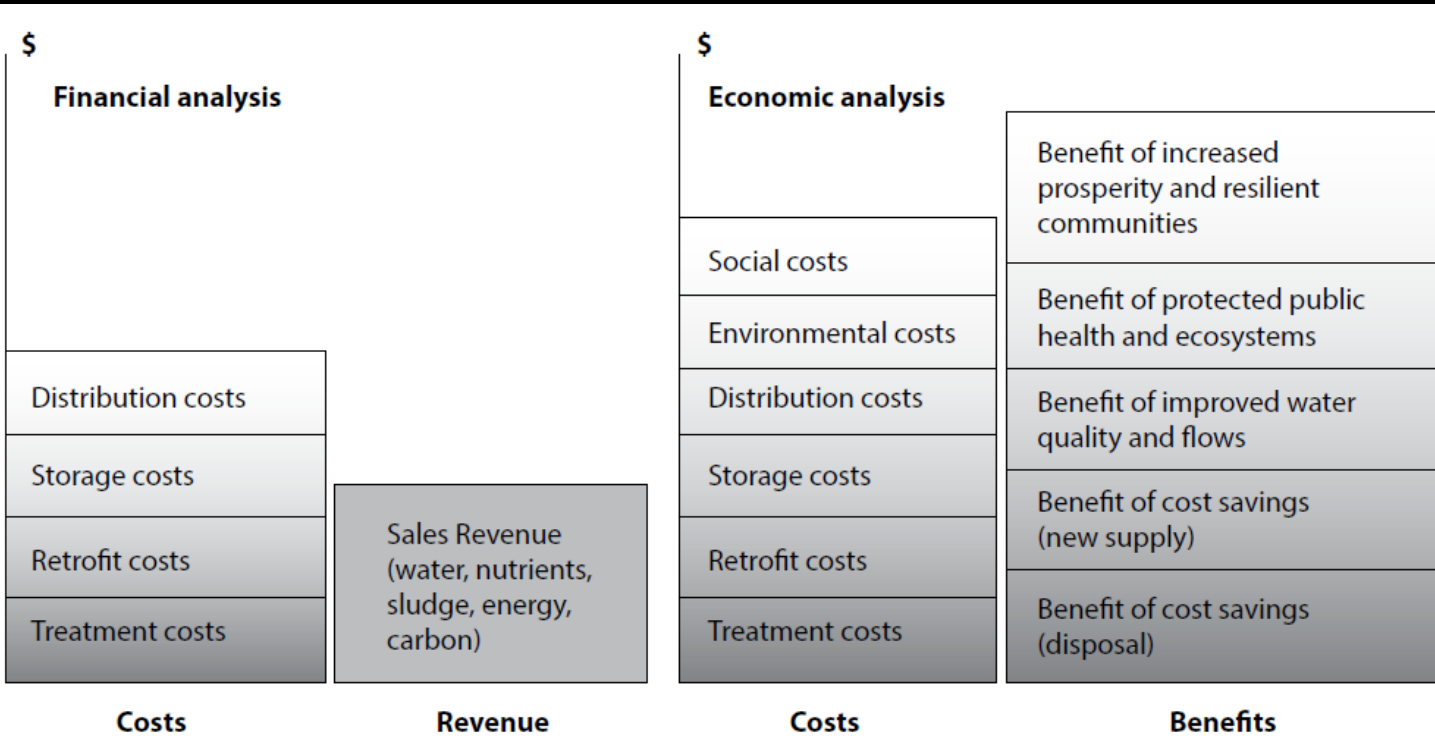 $
Financial analysis
Distribution costs
Storage costs
Retrofit costs
Treatment costs
Sales Revenue
(water, nutrients,
sludge, energy,
carbon)
Costs
Revenue
$
Economic analysis
Social costs
Environmental costs
Distribution costs
Storage costs
Retrofit costs
Treatment costs
Benefit of increased
prosperity and resilient
communities
Benefit of protected public
health and ecosystems
Benefit of improved water
quality and flows
Benefit of cost savings
(new supply)
Benefit of cost savings
(disposal)
Costs
Benefits